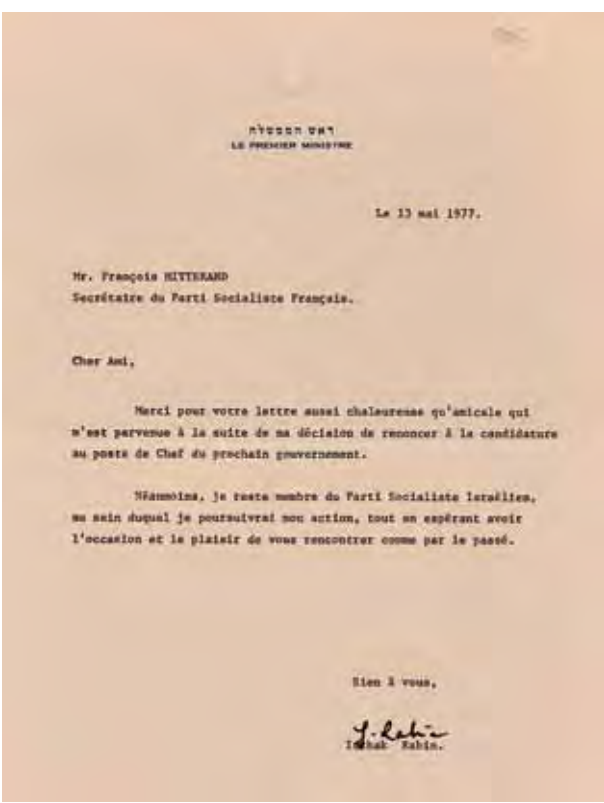 ראש הממשלה
LE PREMIER MINISTRE
Le 13 mai 1977.
Mr. François MITTERAND
Secrétaire du Parti Socialiste Français.
Cher Ami,
Merci pour votre lettre aussi chaleureuse qu'amicale qui
m'est parvenue à la suite de ma décision de renoncer à la candidature
au poste de Chef du prochain gouvernement.
Néanmoins, je reste membre du Parti Socialiste Israélien,
au sein duquel je poursuivrai mon action, tout en espérant avoir
l'occasion et le plaisir de vous rencontrer comme par le passé.
Bien à vous,
Y. Rabin
Itzhak Rabin.